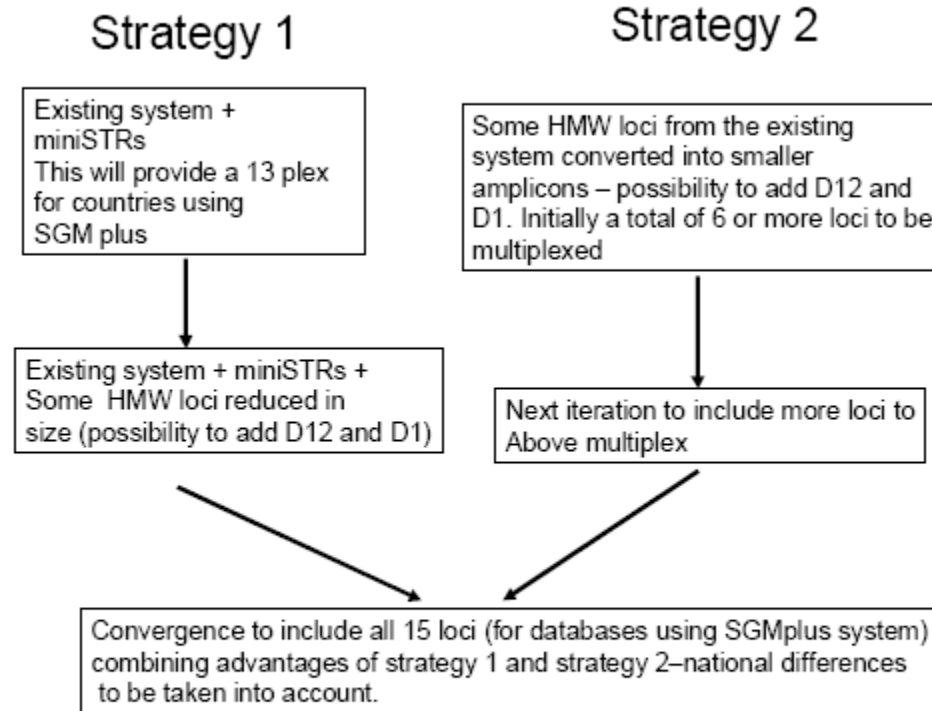 Strategy 1
Existing system +
miniSTRs
This will provide a 13 plex
for countries using
SGM plus
Existing system + miniSTRs +
Some HMW loci reduced in
size (possibility to add D12 and D1)
Strategy 2
Some HMW loci from the existing
system converted into smaller
amplicons – possibility to add D12 and
D1. Initially a total of 6 or more loci to be
multiplexed
Next iteration to include more loci to
Above multiplex
Convergence to include all 15 loci (for databases using SGMplus system)
combining advantages of strategy 1 and strategy 2–national differences
to be taken into account.